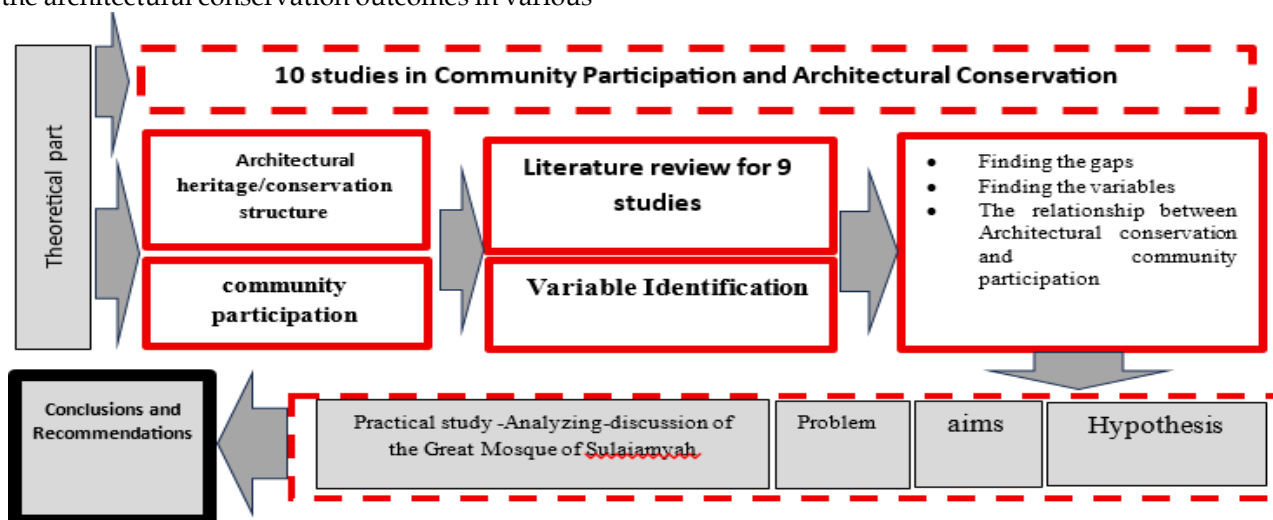 the architectural conservation outcomes in various
Theoretical part
10 studies in Community Participation and Architectural Conservation
Architectural
heritage/conservation
structure
community
participation
Literature review for 9
studies
Variable Identification
• Finding the gaps
• Finding the variables
• The relationship between
Architectural conservation
and community
participation
Conclusions and
Recommendations
Practical study -Analyzing-discussion of
the Great Mosque of Sulaiamyah
Problem
aims
Hypothesis